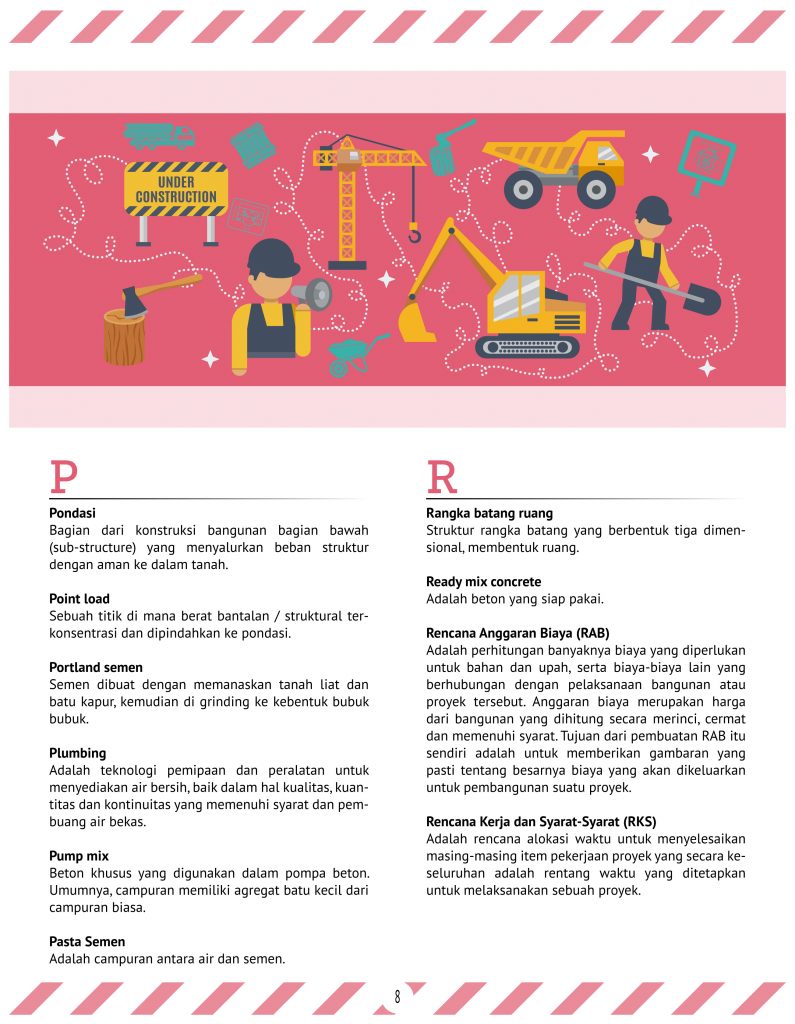 UNDER
CONSTRUCTION
P
Pondasi
Bagian dari konstruksi bangunan bagian bawah
(sub-structure) yang menyalurkan beban struktur
dengan aman ke dalam tanah.
Point load
Sebuah titik di mana berat bantalan / struktural ter-
konsentrasi dan dipindahkan ke pondasi.
Portland semen
Semen dibuat dengan memanaskan tanah liat dan
batu kapur, kemudian di grinding ke kebentuk bubuk
bubuk.
Plumbing
Adalah teknologi pemipaan dan peralatan untuk
menyediakan air bersih, baik dalam hal kualitas, kuan-
titas dan kontinuitas yang memenuhi syarat dan pem-
buang air bekas.
Pump mix
Beton khusus yang digunakan dalam pompa beton.
Umumnya, campuran memiliki agregat batu kecil dari
campuran biasa.
Pasta Semen
Adalah campuran antara air dan semen.
R
Rangka batang ruang
Struktur rangka batang yang berbentuk tiga dimen-
sional, membentuk ruang.
Ready mix concrete
Adalah beton yang siap pakai.
Rencana Anggaran Biaya (RAB)
Adalah perhitungan banyaknya biaya yang diperlukan
untuk bahan dan upah, serta biaya-biaya lain yang
berhubungan dengan pelaksanaan bangunan atau
proyek tersebut. Anggaran biaya merupakan harga
dari bangunan yang dihitung secara merinci, cermat
dan memenuhi syarat. Tujuan dari pembuatan RAB itu
sendiri adalah untuk memberikan gambaran yang
pasti tentang besarnya biaya yang akan dikeluarkan
untuk pembangunan suatu proyek.
Rencana Kerja dan Syarat-Syarat (RKS)
Adalah rencana alokasi waktu untuk menyelesaikan
masing-masing item pekerjaan proyek yang secara ke-
seluruhan adalah rentang waktu yang ditetapkan
untuk melaksanakan sebuah proyek.
8